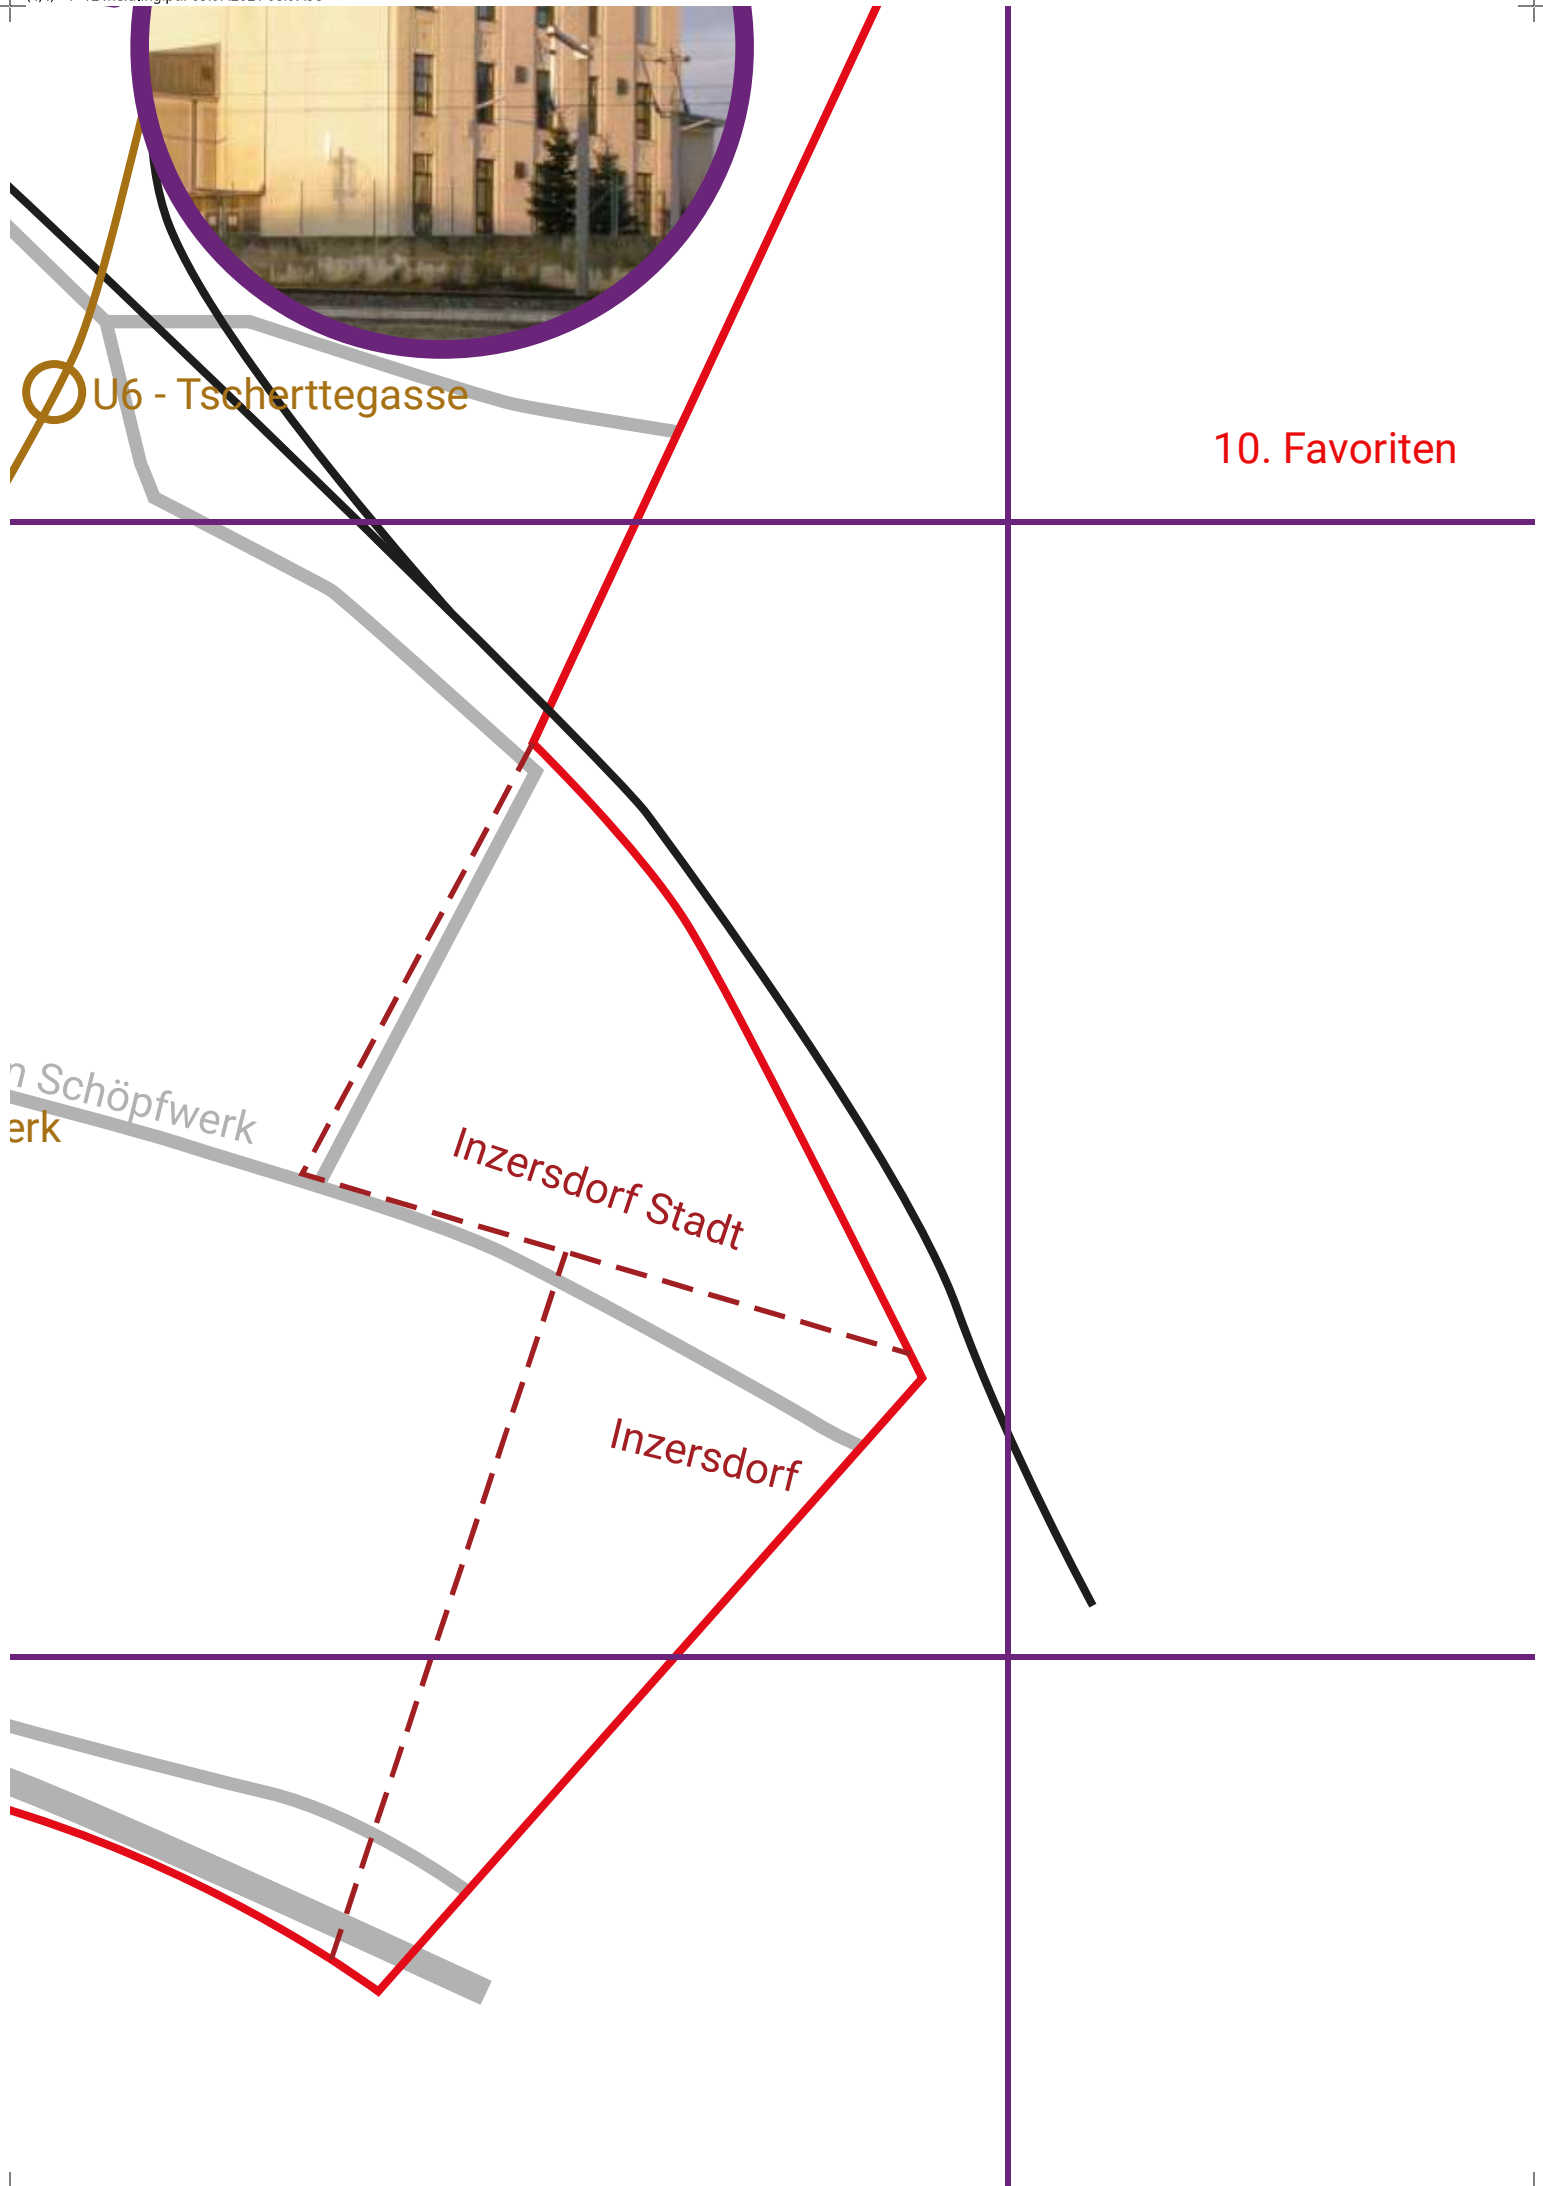 U6 - Tscherttegasse
10. Favoriten
n Schöpfwerk
erk
Inzersdorf Stadt
Inzersdorf